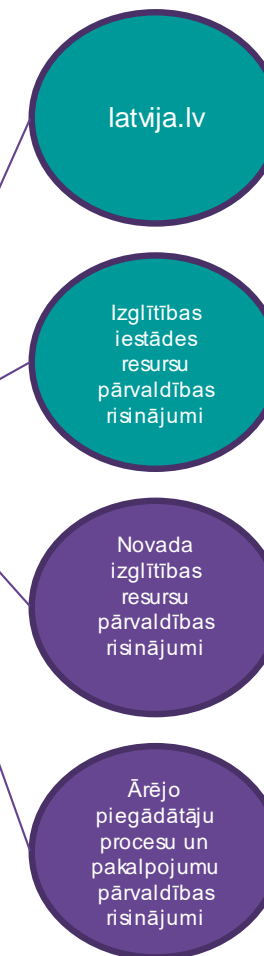 latvija.lv
Izglītības
iestādes
resursu
pārvaldības
risinājumi
Novada
izglītības
resursu
pārvaldības
risinājumi
Ārējo
piegādātāju
procesu un
pakalpojumu
pārvaldības
risinājumi